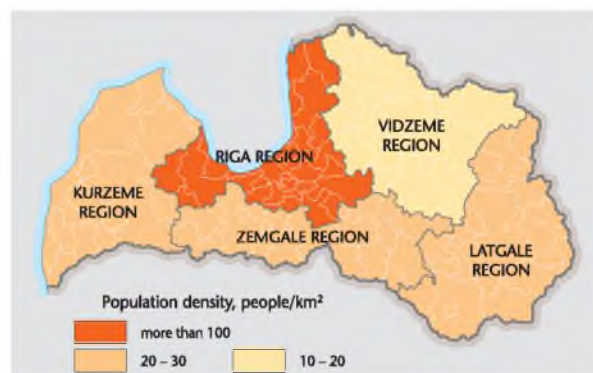 RIGA REGION
VIDZEME
REGION
KURZEME
REGION
ZEMGALE REGION
LATGALE
REGION
Population density, people/km²
more than 100
20 – 30
10 – 20